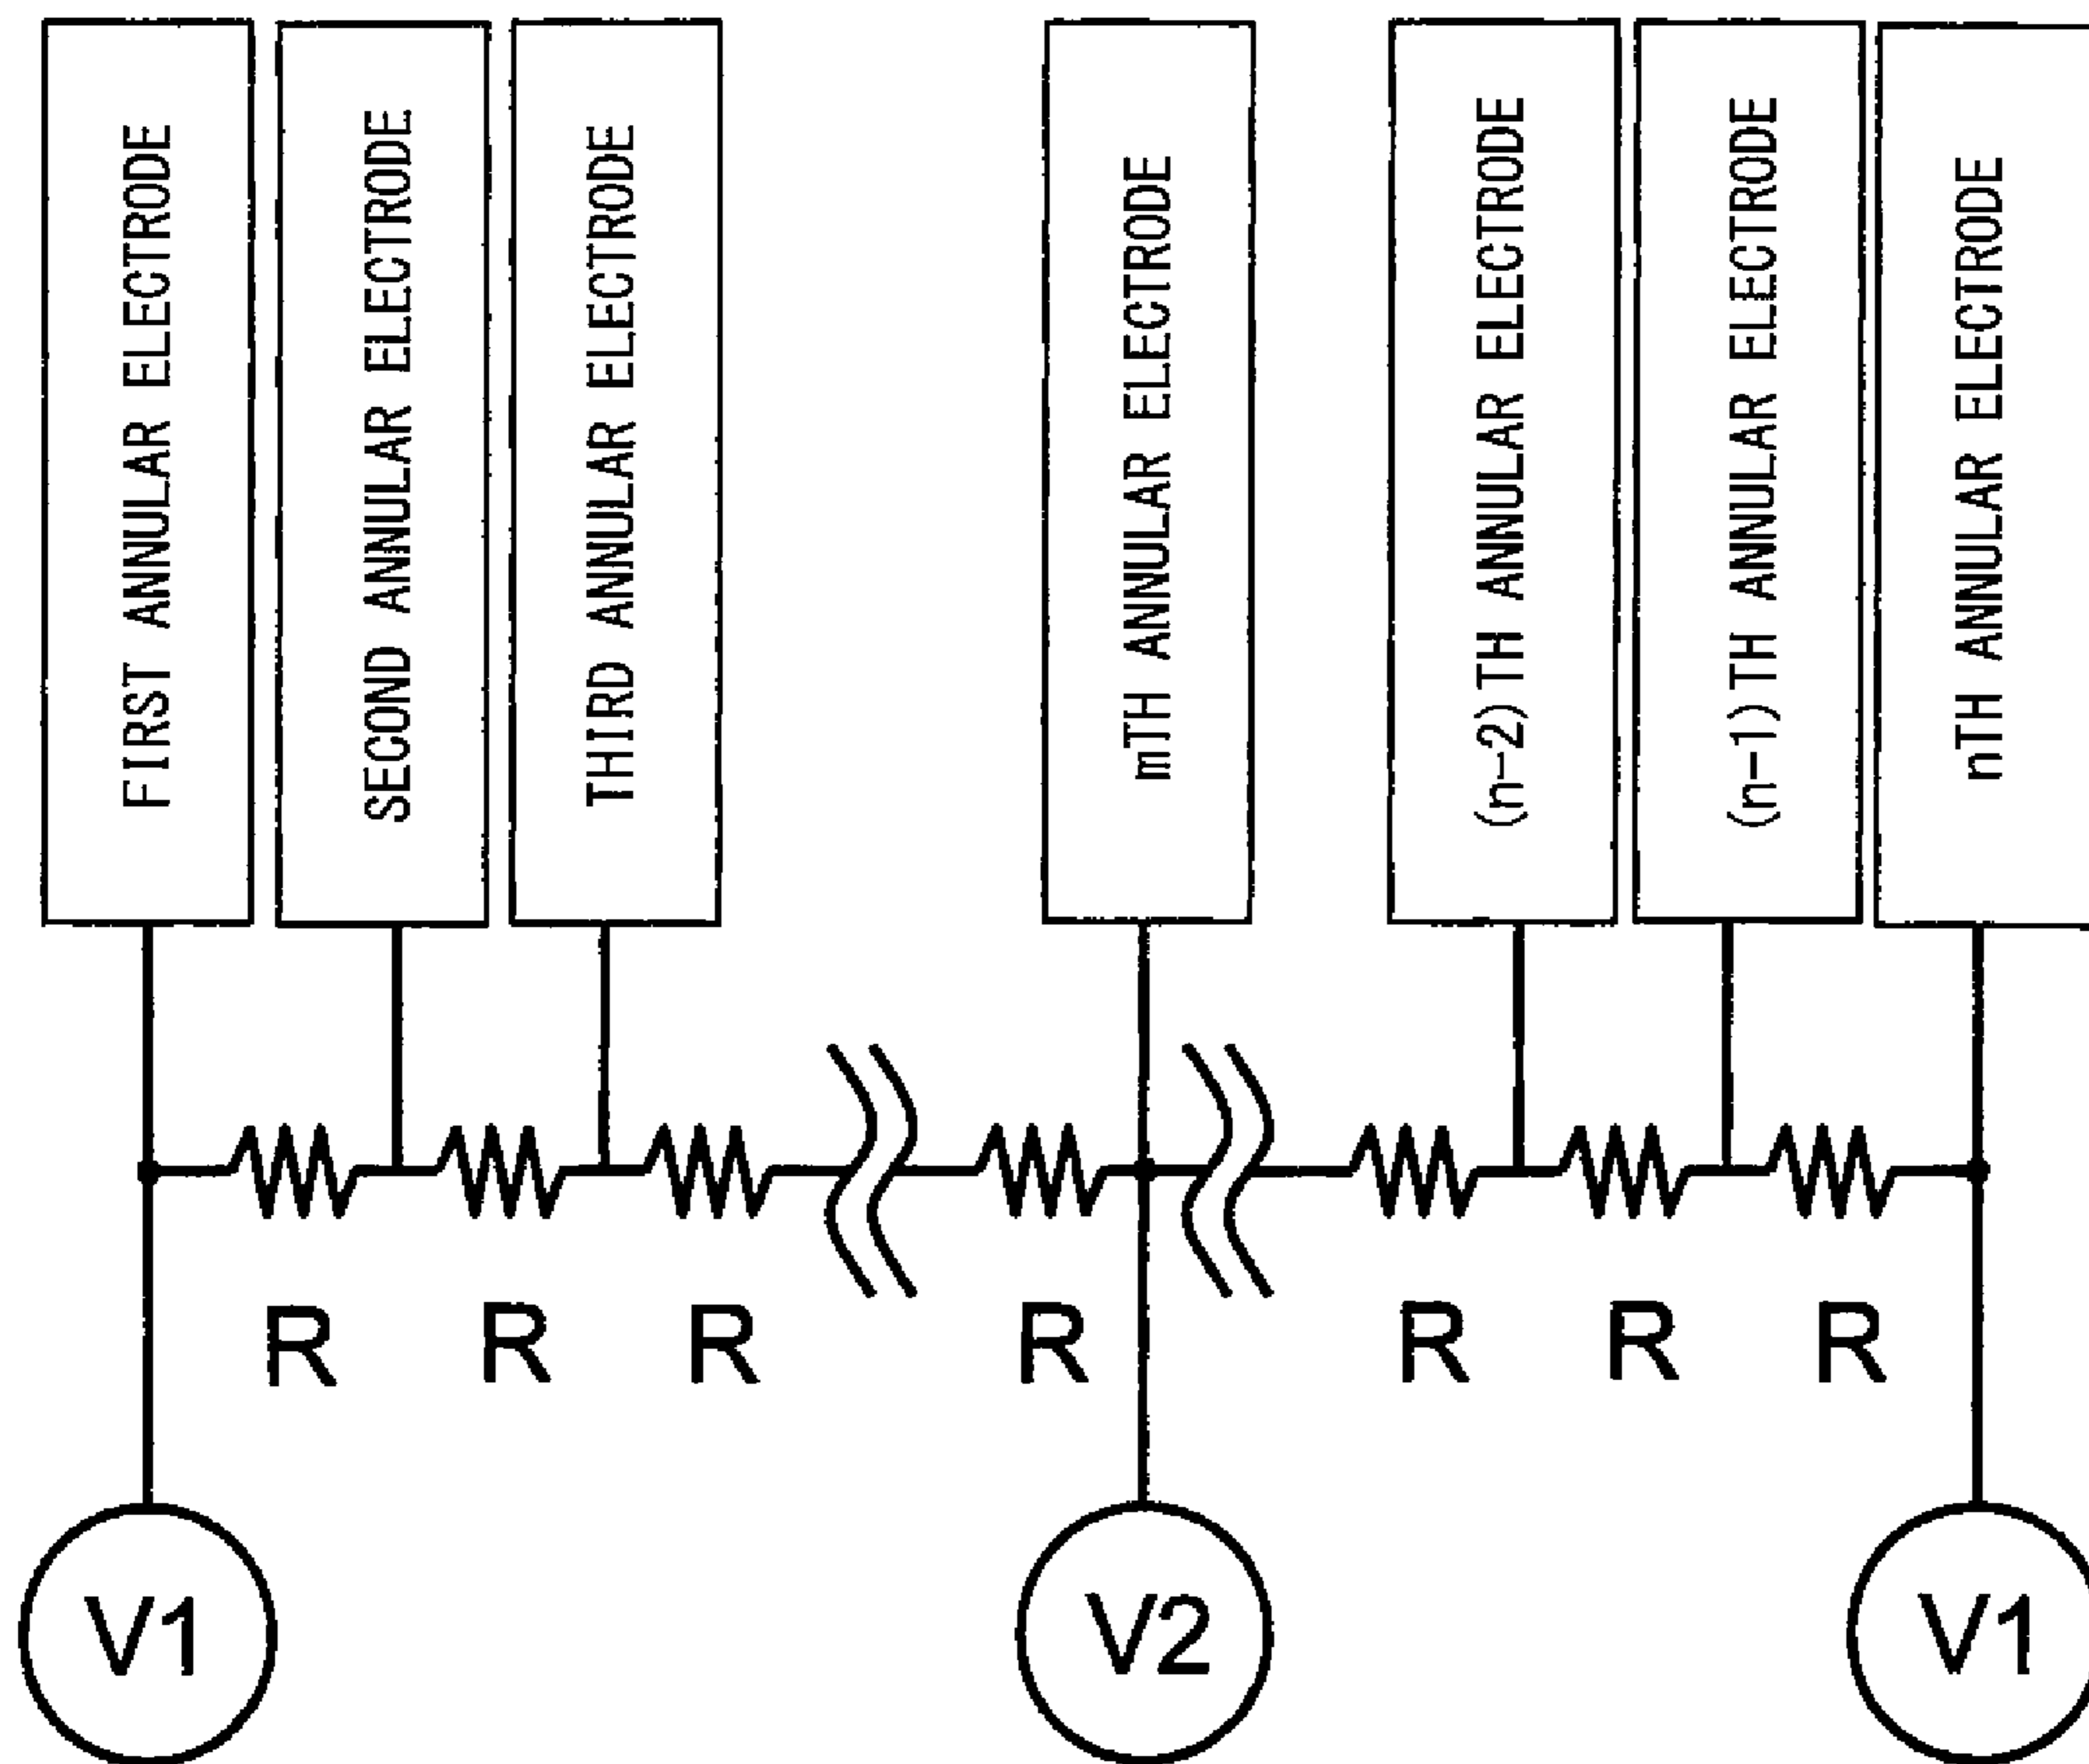 FIRST ANNULAR ELECTRODE
SECOND ANNULAR ELECTRODE
THIRD ANNULAR ELECTRODE
mTH ANNULAR ELECTRODE
(n-2)TH ANNULAR ELECTRODE
(n-1)TH ANNULAR ELECTRODE
nTH ANNULAR ELECTRODE
R R R R R R R
V1 V2 V1